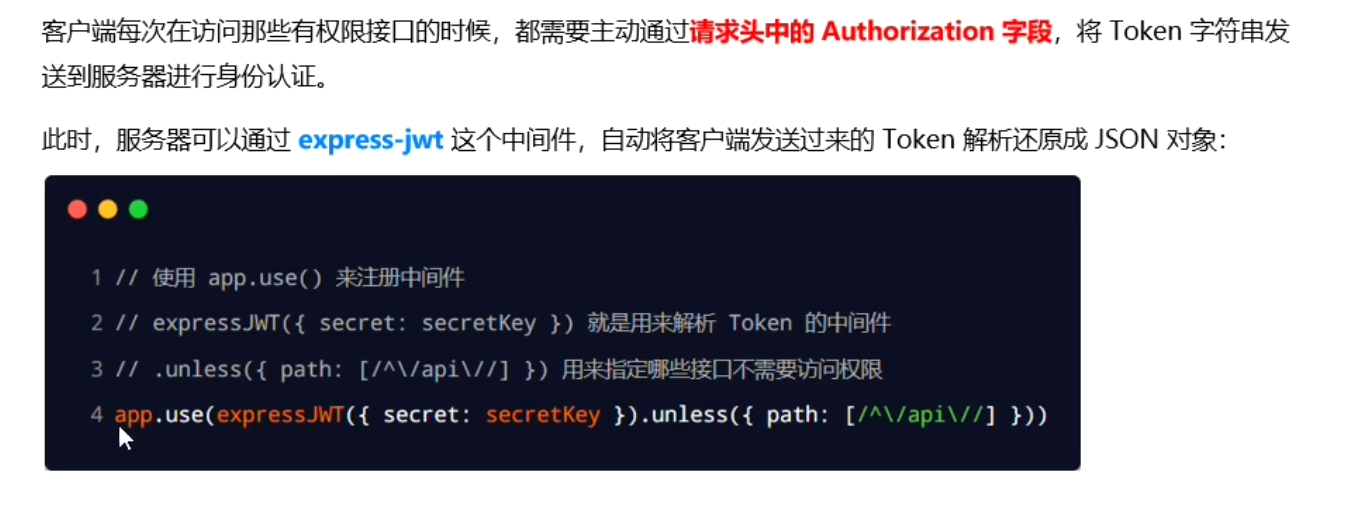 客户端每次在访问那些有权限接口的时候，都需要主动通过请求头中的 Authorization 字段，将 Token 字符串发
送到服务器进行身份认证。
此时，服务器可以通过 express-jwt 这个中间件，自动将客户端发送过来的 Token 解析还原成 JSON 对象：
1 // 使用 app.use() 来注册中间件
2 // expressJWT({ secret: secretKey }) 就是用来解析 Token 的中间件
3 // .unless({ path: [/^\/api\//] }) 用来指定哪些接口不需要访问权限
4 app.use(expressJWT({ secret: secretKey }).unless({ path: [/^\/api\//] }))